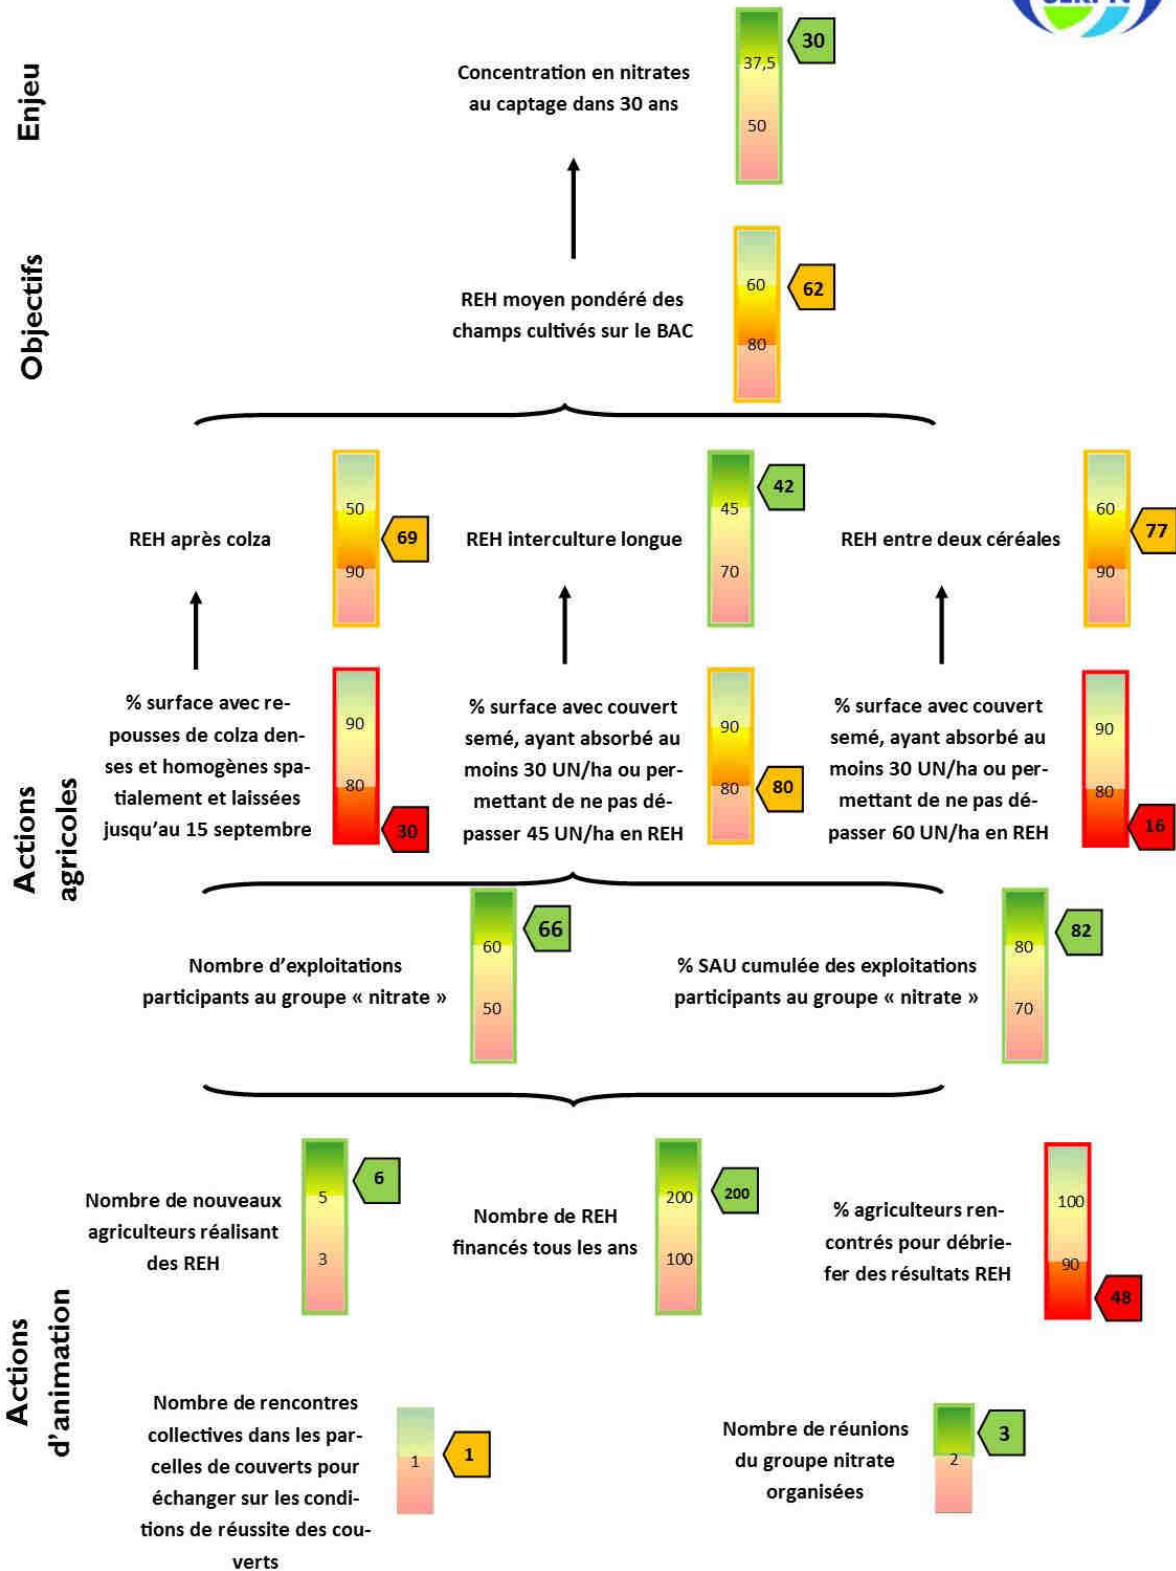 Enjeu
Concentration en nitrates
au captage dans 30 ans
37,5
50
30
Objectifs
REH moyen pondéré des
champs cultivés sur le BAC
60
80
62
Actions
agricoles
REH après colza
50
90
69
REH interculture longue
45
70
42
REH entre deux céréales
60
90
77
% surface avec re-
pousses de colza den-
ses et homogènes spa-
tialement et laissées
jusqu'au 15 septembre
90
80
30
% surface avec couvert
semé, ayant absorbé au
moins 30 UN/ha ou per-
mettant de ne pas dé-
passer 45 UN/ha en REH
90
80
80
% surface avec couvert
semé, ayant absorbé au
moins 30 UN/ha ou per-
mettant de ne pas dé-
passer 60 UN/ha en REH
90
80
16
Nombre d'exploitations
participants au groupe « nitrate »
60
50
66
% SAU cumulée des exploitations
participants au groupe « nitrate »
80
70
82
Actions
d'animation
Nombre de nouveaux
agriculteurs réalisant
des REH
5
3
6
Nombre de REH
financés tous les ans
200
100
200
% agriculteurs ren-
contrés pour débrie-
fer des résultats REH
100
90
48
Nombre de rencontres
collectives dans les par-
celles de couverts pour
échanger sur les condi-
tions de réussite des cou-
verts
1
1
Nombre de réunions
du groupe nitrate
organisées
2
3